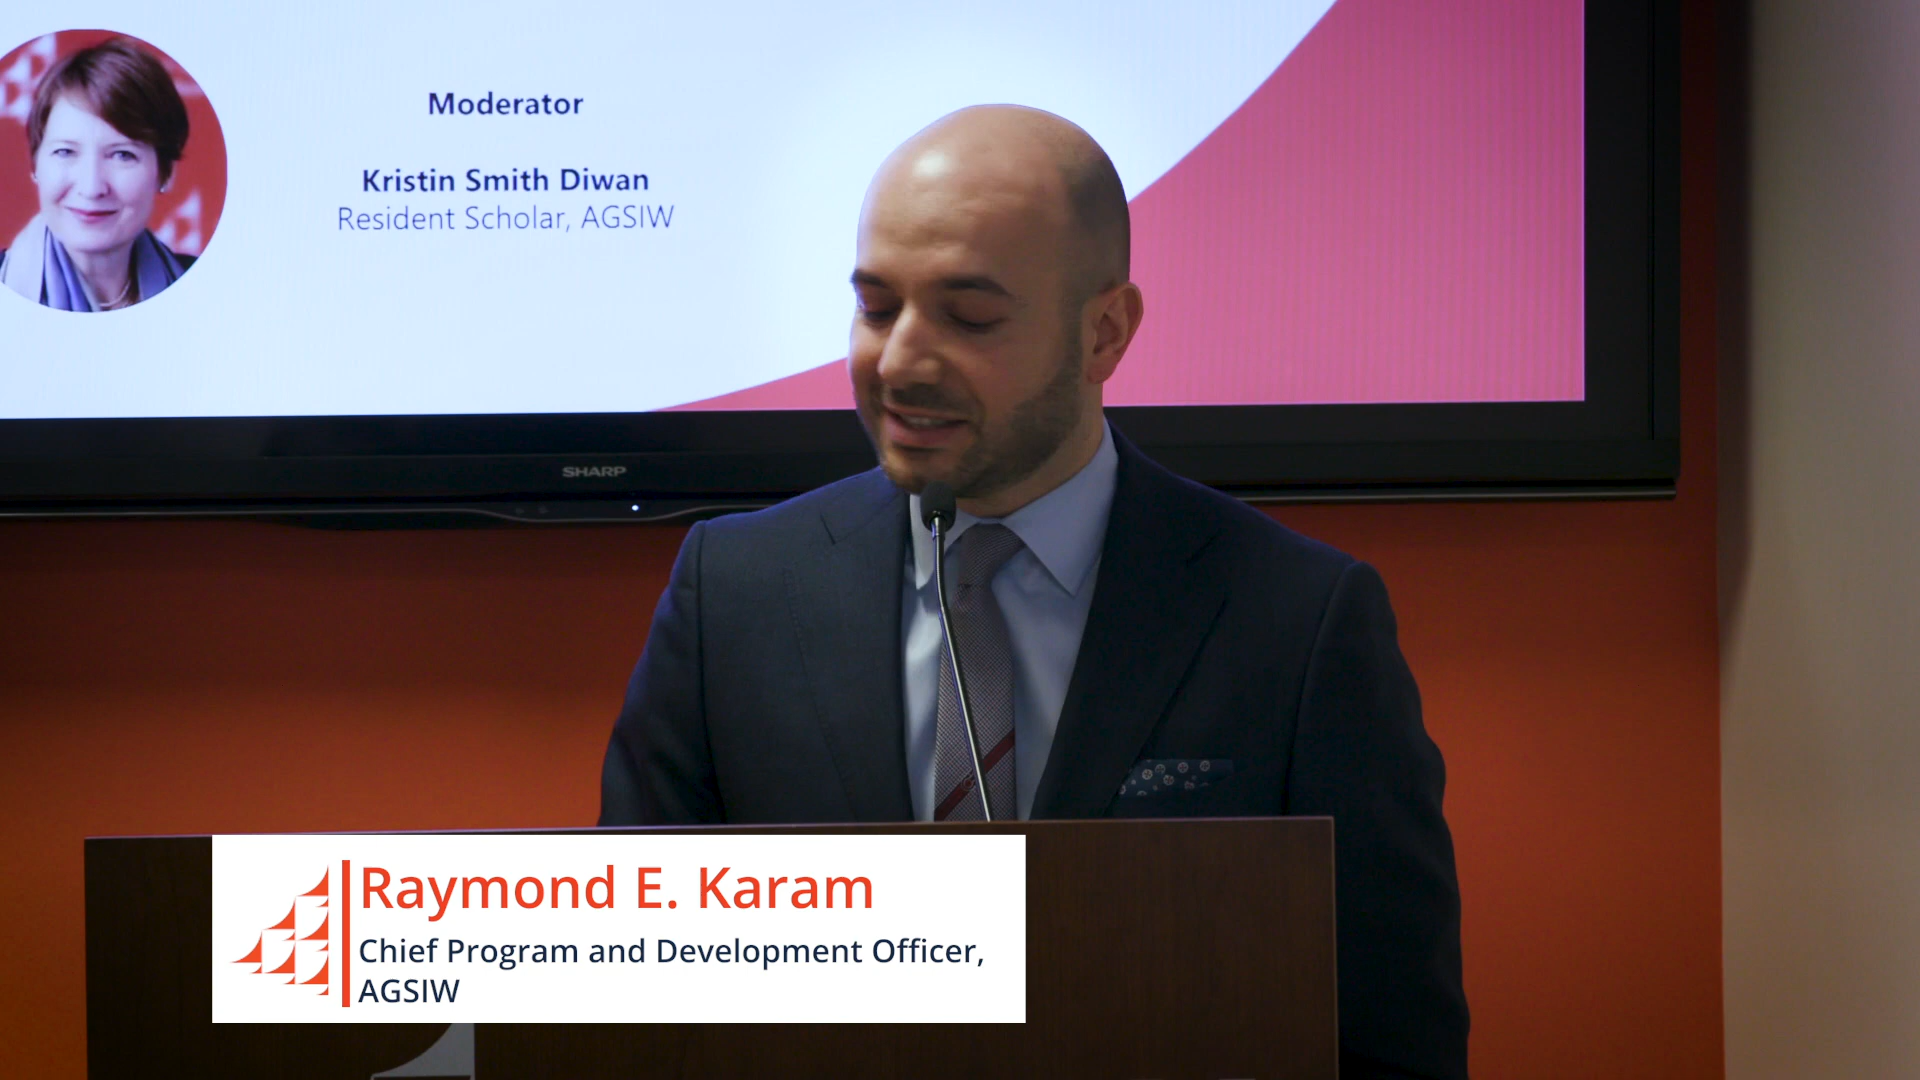 Moderator
Kristin Smith Diwan
Resident Scholar, AGSIW
SHARP
Raymond E. Karam
Chief Program and Development Officer,
AGSIW